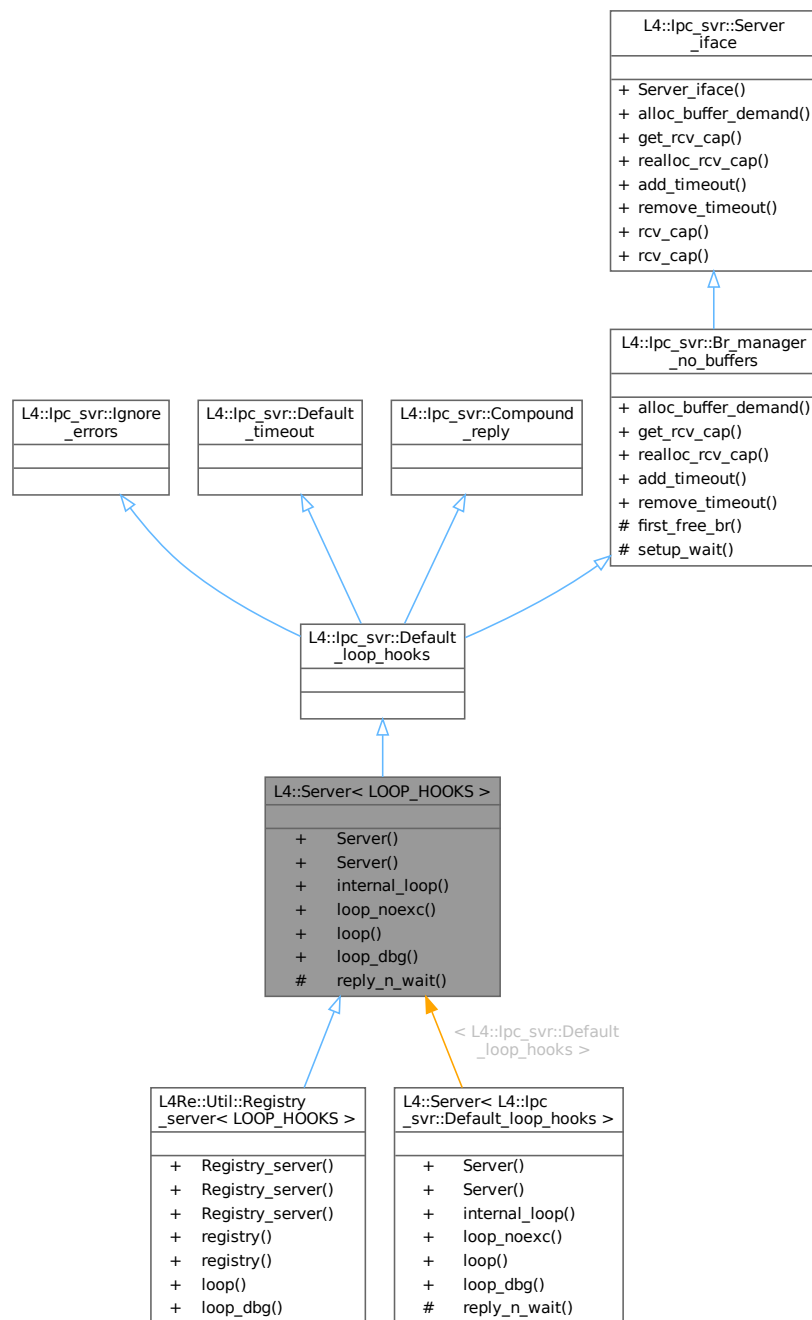 L4::Ipc_svr::Server
_iface
+ Server_iface()
+ alloc_buffer_demand()
+ get_rcv_cap()
+ realloc_rcv_cap()
+ add_timeout()
+ remove_timeout()
+ rcv_cap()
+ rcv_cap()
L4::Ipc_svr::Br_manager
_no_buffers
+ alloc_buffer_demand()
+ get_rcv_cap()
+ realloc_rcv_cap()
+ add_timeout()
+ remove_timeout()
# first_free_br()
# setup_wait()
L4::Ipc_svr::Ignore
_errors
L4::Ipc_svr::Default
_timeout
L4::Ipc_svr::Compound
_reply
L4::Ipc_svr::Default
_loop_hooks
L4::Server< LOOP_HOOKS >
+ Server()
+ Server()
+ internal_loop()
+ loop_noexc()
+ loop()
+ loop_dbg()
# reply_n_wait()
< L4::Ipc_svr::Default
_loop_hooks >
L4Re::Util::Registry
_server< LOOP_HOOKS >
+ Registry_server()
+ Registry_server()
+ Registry_server()
+ registry()
+ registry()
+ loop()
+ loop_dbg()
L4::Server< L4::Ipc
_svr::Default_loop_hooks >
+ Server()
+ Server()
+ internal_loop()
+ loop_noexc()
+ loop()
+ loop_dbg()
# reply_n_wait()